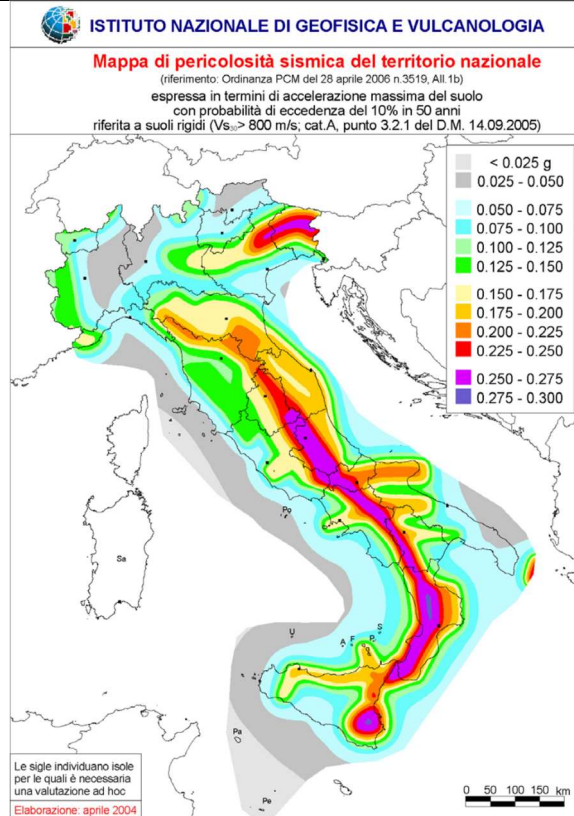 ISTITUTO NAZIONALE DI GEOFISICA E VULCANOLOGIA
Mappa di pericolosità sismica del territorio nazionale
(riferimento: Ordinanza PCM del 28 aprile 2006 n.3519, All.1b)
espressa in termini di accelerazione massima del suolo
con probabilità di eccedenza del 10% in 50 anni
riferita a suoli rigidi (Vs₃₀> 800 m/s; cat.A, punto 3.2.1 del D.M. 14.09.2005)
< 0.025 g
0.025 - 0.050
0.050 - 0.075
0.075 - 0.100
0.100 - 0.125
0.125 - 0.150
0.150 - 0.175
0.175 - 0.200
0.200 - 0.225
0.225 - 0.250
0.250 - 0.275
0.275 - 0.300
Po
Sa
U
A
F
P
S
Pa
Pe
Le sigle individuano isole
per le quali è necessaria
una valutazione ad hoc
Elaborazione: aprile 2004
0 50 100 150 km